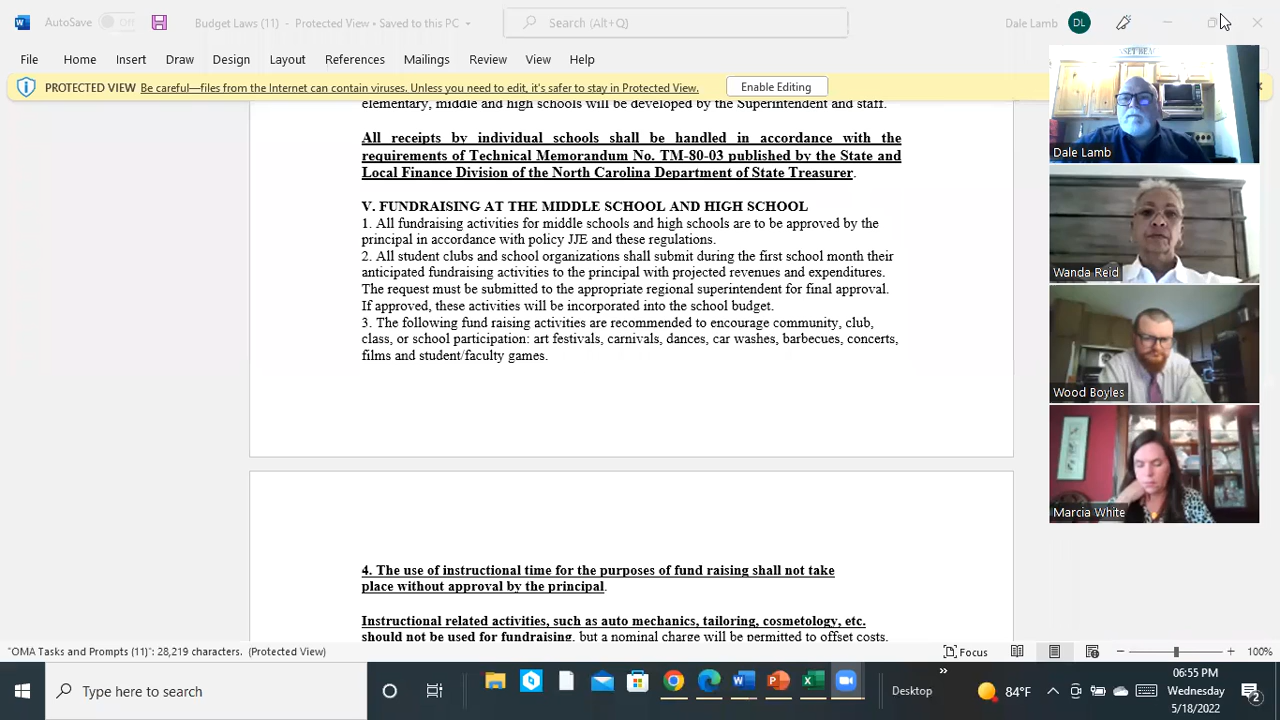 AutoSave Off Budget Laws (11) - Protected View • Saved to this PC Search (Alt+Q) Dale Lamb DL
File Home Insert Draw Design Layout References Mailings Review View Help
PROTECTED VIEW Be careful—files from the Internet can contain viruses. Unless you need to edit, it's safer to stay in Protected View. Enable Editing
elementary, middle and high schools will be developed by the Superintendent and staff.
All receipts by individual schools shall be handled in accordance with the
requirements of Technical Memorandum No. TM-80-03 published by the State and
Local Finance Division of the North Carolina Department of State Treasurer.
V. FUNDRAISING AT THE MIDDLE SCHOOL AND HIGH SCHOOL
1. All fundraising activities for middle schools and high schools are to be approved by the
principal in accordance with policy JJE and these regulations.
2. All student clubs and school organizations shall submit during the first school month their
anticipated fundraising activities to the principal with projected revenues and expenditures.
The request must be submitted to the appropriate regional superintendent for final approval.
If approved, these activities will be incorporated into the school budget.
3. The following fund raising activities are recommended to encourage community, club,
class, or school participation: art festivals, carnivals, dances, car washes, barbecues, concerts,
films and student/faculty games.
4. The use of instructional time for the purposes of fund raising shall not take
place without approval by the principal.
Instructional related activities, such as auto mechanics, tailoring, cosmetology, etc.
should not be used for fundraising, but a nominal charge will be permitted to offset costs.
Dale Lamb
Wanda Reid
Wood Boyles
Marcia White
"OMA Tasks and Prompts (11)": 28,219 characters. (Protected View) Focus 100%
Type here to search Desktop 84°F 06:55 PM
Wednesday
5/18/2022
2